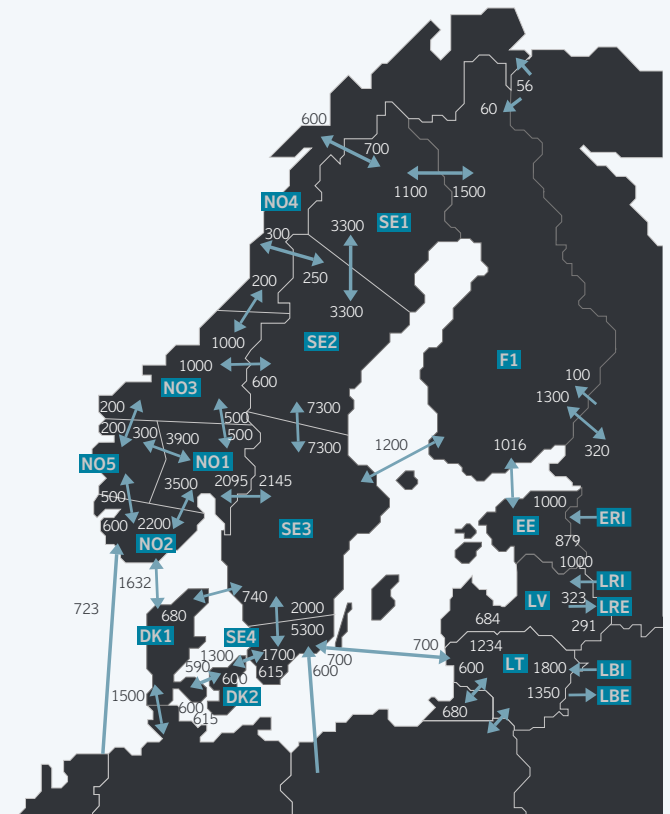 56
60
600
700
1100 1500
NO4
SE1
3300
300
250
200
3300
1000
SE2
F1
1000
600
NO3
100
1300
200
500
7300
200
300
3900
500
7300
1200
1016
320
NO5
NO1
3500
2095 2145
500
1000
600
2200
SE3
EE
ERI
NO2
879
1000
1632
LRI
723
740
LV
323
LRE
680
2000
684
291
DK1
SE4
5300
1234
1300
1700
700
700
LT
590
600
615
600
600
1800
LBI
DK2
1500
600
615
680
1350
LBE